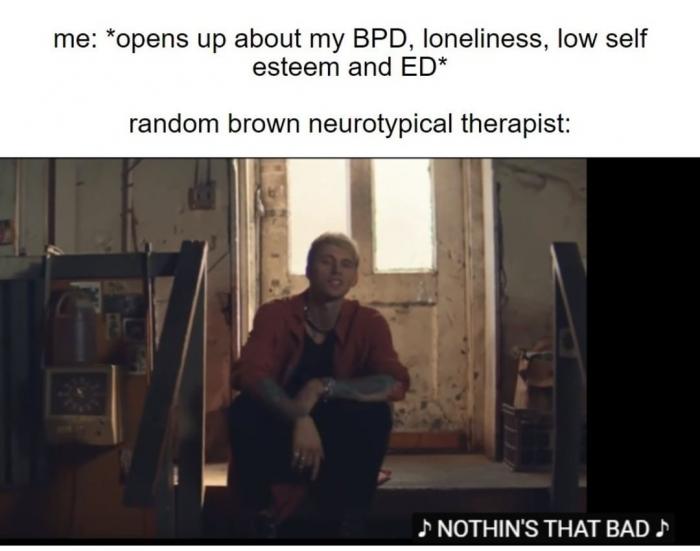 me: *opens up about my BPD, loneliness, low self
esteem and ED*
random brown neurotypical therapist:
♪ NOTHIN'S THAT BAD ♪